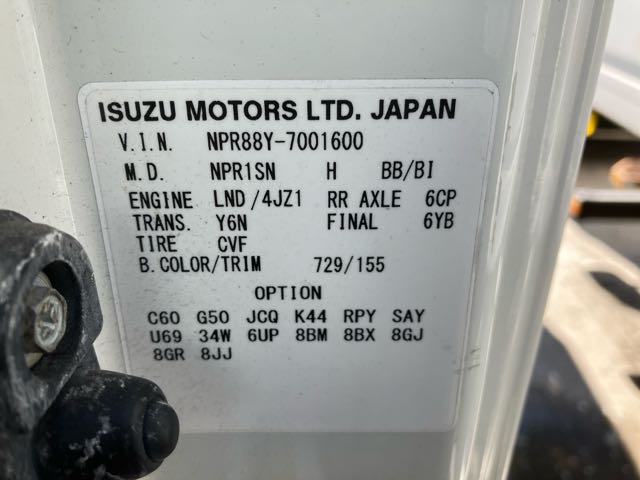 ISUZU MOTORS LTD. JAPAN
V.I.N. NPR88Y-7001600
M.D. NPR1SN H BB/BI
ENGINE LND/4JZ1 RR AXLE 6CP
TRANS. Y6N FINAL 6YB
TIRE CVF
B.COLOR/TRIM 729/155
OPTION
C60 G50 JCQ K44 RPY SAY
U69 34W 6UP 8BM 8BX 8GJ
8GR 8JJ